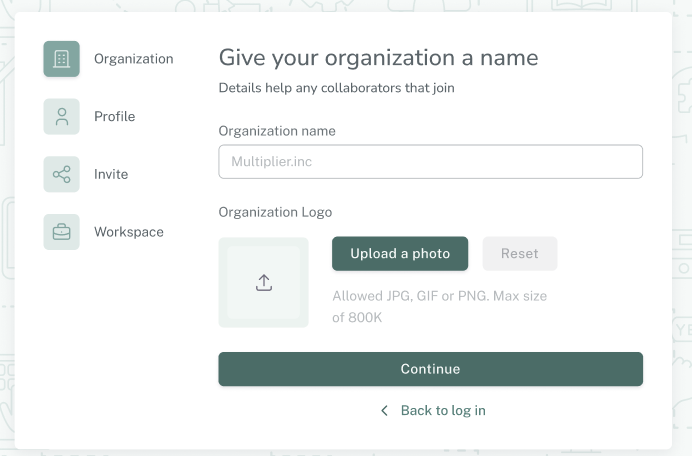 Organization
Profile
Invite
Workspace
Give your organization a name
Details help any collaborators that join
Organization name
Multiplier.inc
Organization Logo
Upload a photo
Reset
Allowed JPG, GIF or PNG. Max size
of 800K
Continue
Back to log in